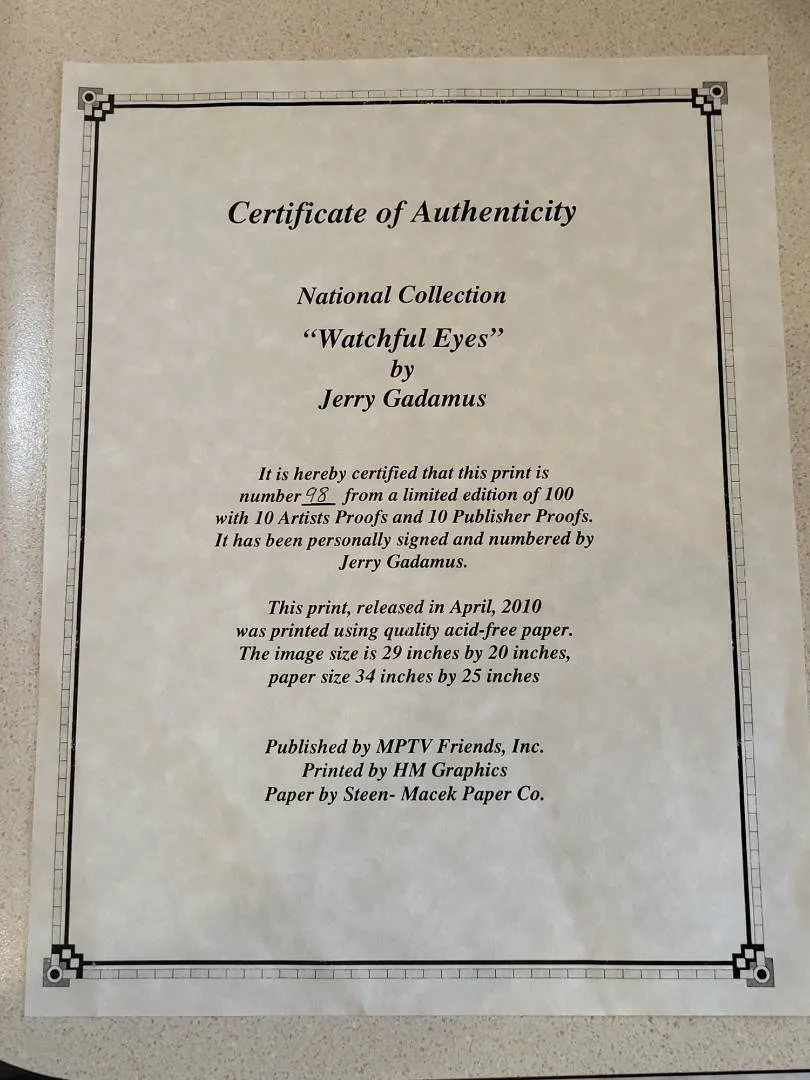 Certificate of Authenticity
National Collection
“Watchful Eyes”
by
Jerry Gadamus
It is hereby certified that this print is
number 98 from a limited edition of 100
with 10 Artists Proofs and 10 Publisher Proofs.
It has been personally signed and numbered by
Jerry Gadamus.
This print, released in April, 2010
was printed using quality acid-free paper.
The image size is 29 inches by 20 inches,
paper size 34 inches by 25 inches
Published by MPTV Friends, Inc.
Printed by HM Graphics
Paper by Steen- Macek Paper Co.